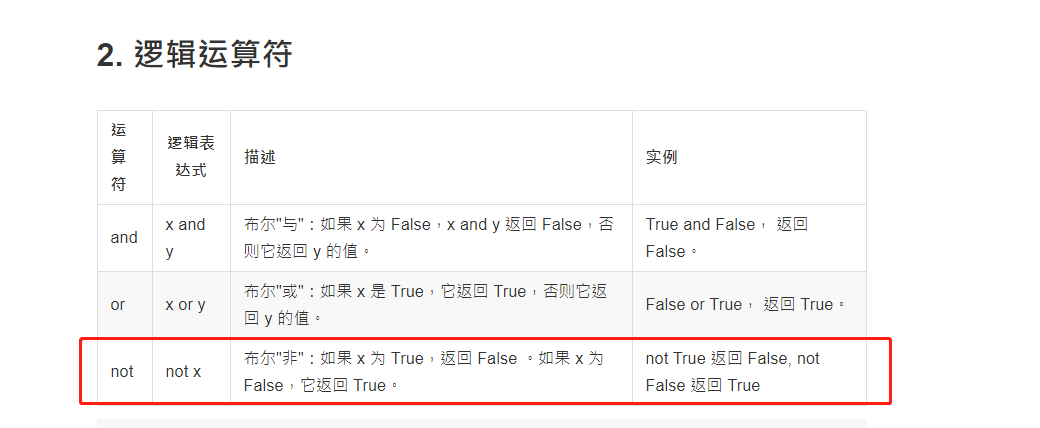 2. 逻辑运算符
运
算
符
逻辑表
达式
描述
实例
and
x and
y
布尔"与"：如果 x 为 False，x and y 返回 False，否
则它返回 y 的值。
True and False， 返回
False。
or
x or y
布尔"或"：如果 x 是 True，它返回 True，否则它返
回 y 的值。
False or True， 返回 True。
not
not x
布尔"非"：如果 x 为 True，返回 False 。如果 x 为
False，它返回 True。
not True 返回 False, not
False 返回 True